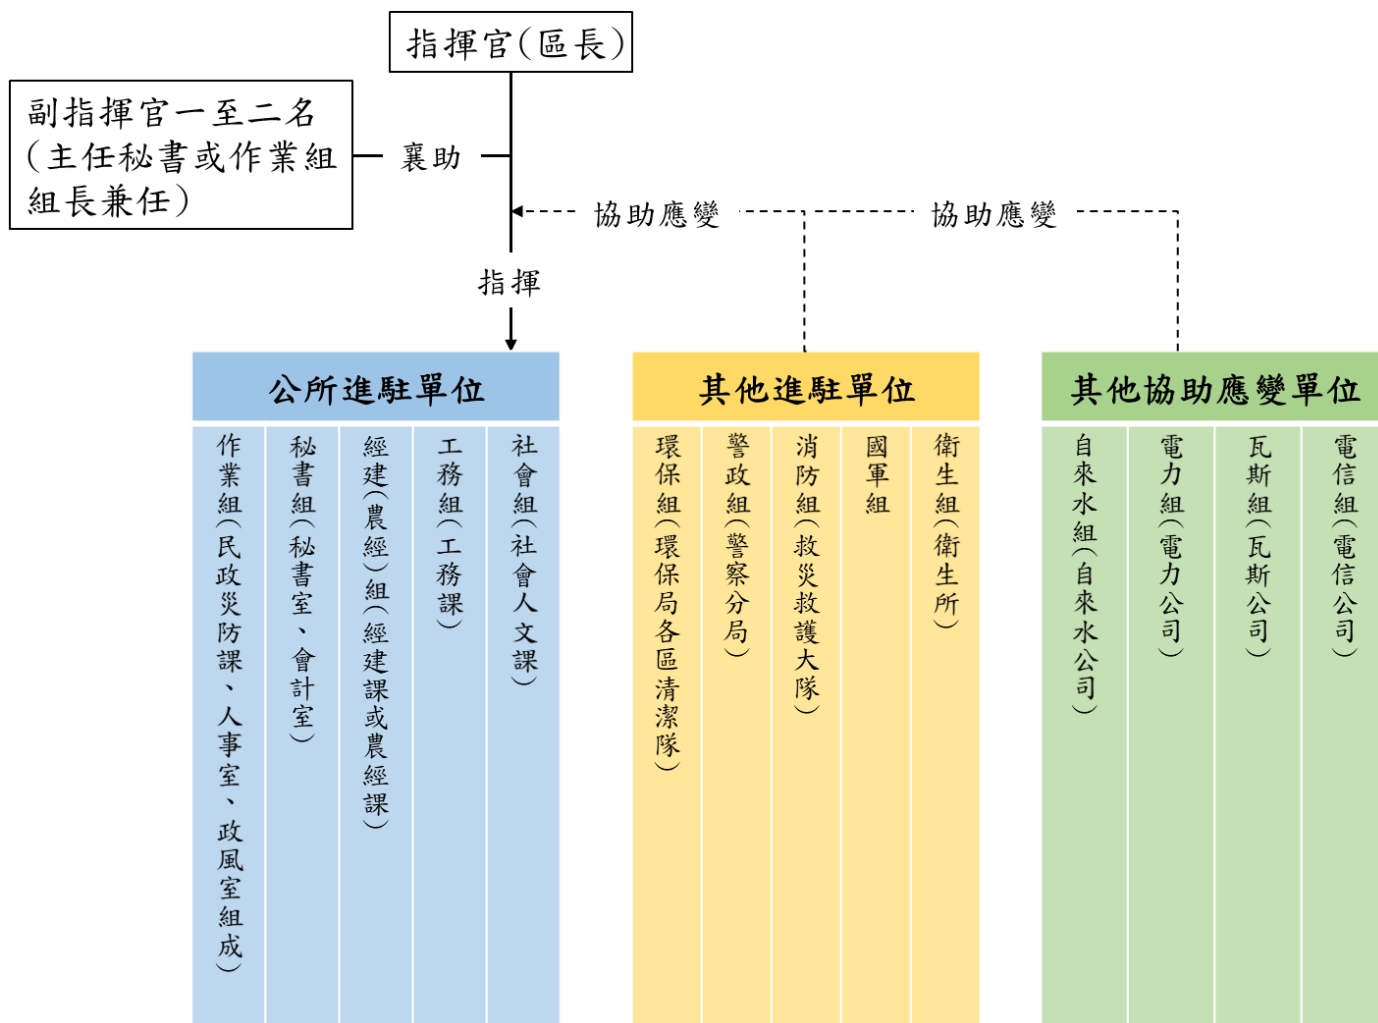 指揮官(區長)
副指揮官一至二名
(主任秘書或作業組
組長兼任)
襄助
協助應變
協助應變
指揮
公所進駐單位
作業組(民政災防課、人事室、政風室組成)
秘書組(秘書室、會計室)
經建(農經)組(經建課或農經課)
工務組(工務課)
社會組(社會人文課)
其他進駐單位
環保組(環保局各區清潔隊)
警政組(警察分局)
消防組(救災救護大隊)
國軍組
衛生組(衛生所)
其他協助應變單位
自來水組(自來水公司)
電力組(電力公司)
瓦斯組(瓦斯公司)
電信組(電信公司)